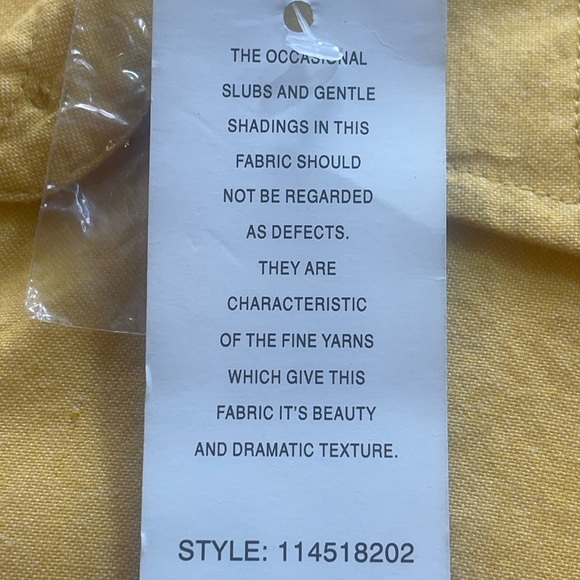 THE OCCASIONAL
SLUBS AND GENTLE
SHADINGS IN THIS
FABRIC SHOULD
NOT BE REGARDED
AS DEFECTS.
THEY ARE
CHARACTERISTIC
OF THE FINE YARNS
WHICH GIVE THIS
FABRIC IT'S BEAUTY
AND DRAMATIC TEXTURE.
STYLE: 114518202